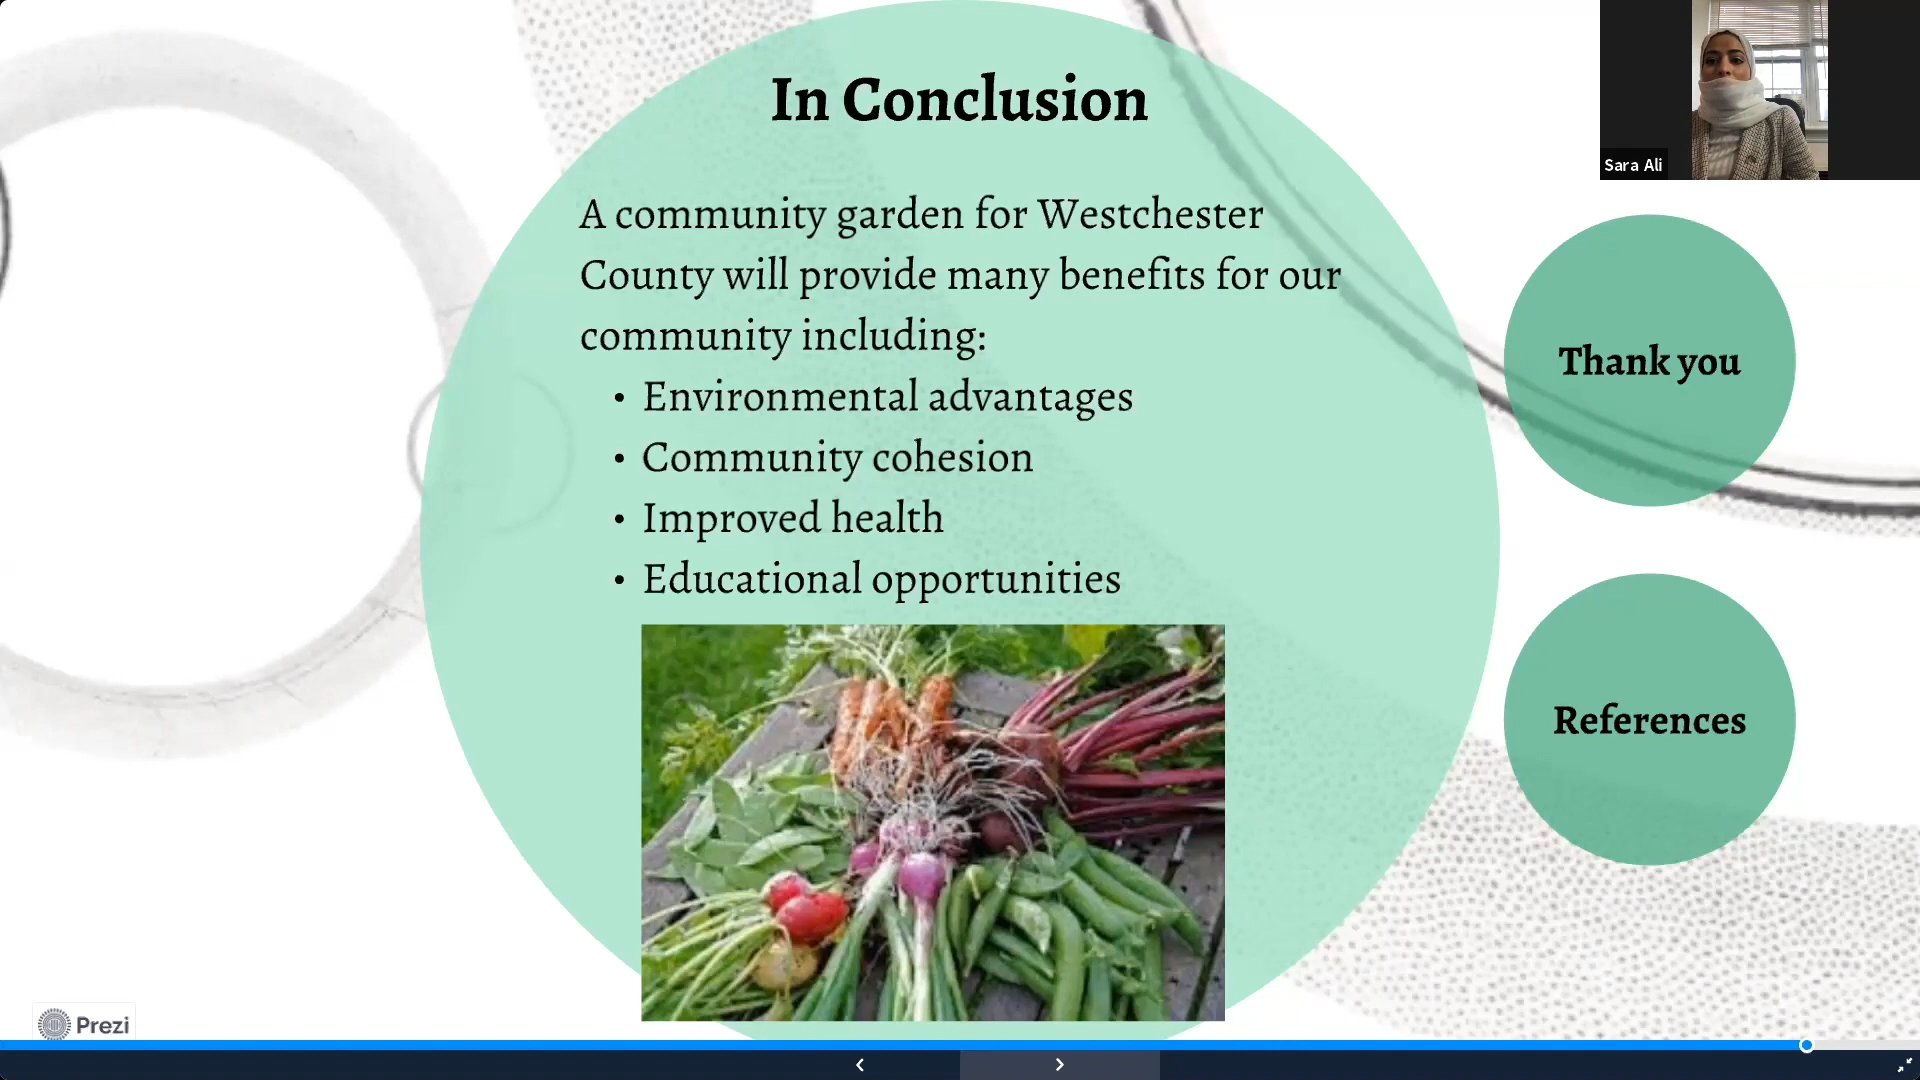 In Conclusion
A community garden for Westchester
County will provide many benefits for our
community including:
• Environmental advantages
• Community cohesion
• Improved health
• Educational opportunities
Sara Ali
Thank you
References
Prezi